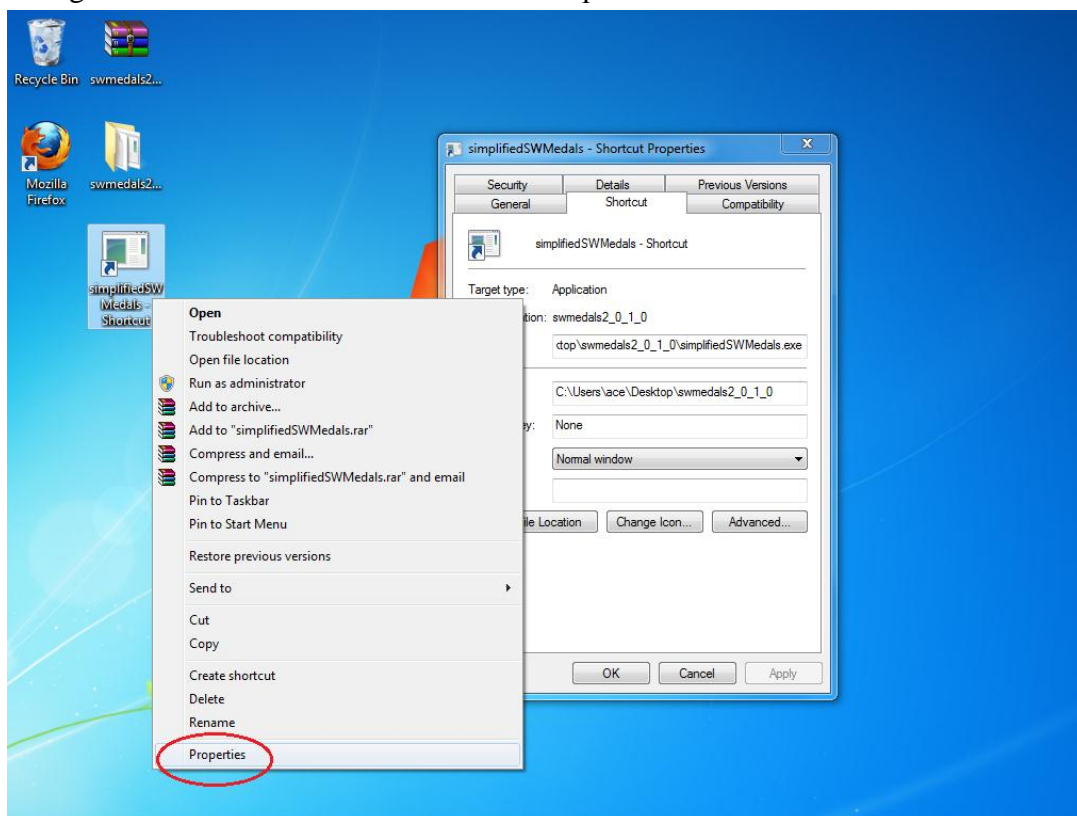 Recycle Bin
swmedals2...
Mozilla
Firefox
swmedals2...
simplifiedSW
Medals -
Shortcut
Open
Troubleshoot compatibility
Open file location
Run as administrator
Add to archive...
Add to "simplifiedSWMedals.rar"
Compress and email...
Compress to "simplifiedSWMedals.rar" and email
Pin to Taskbar
Pin to Start Menu
Restore previous versions
Send to
Cut
Copy
Create shortcut
Delete
Rename
Properties
simplifiedSWMedals - Shortcut Properties
Security Details Previous Versions
General Shortcut Compatibility
simplifiedSWMedals - Shortcut
Target type: Application
tion: swmedals2_0_1_0
ctop\swmedals2_0_1_0\simplifiedSWMedals.exe
C:\Users\ace\Desktop\swmedals2_0_1_0
ey: None
Normal window
ile Location Change Icon... Advanced...
OK Cancel Apply